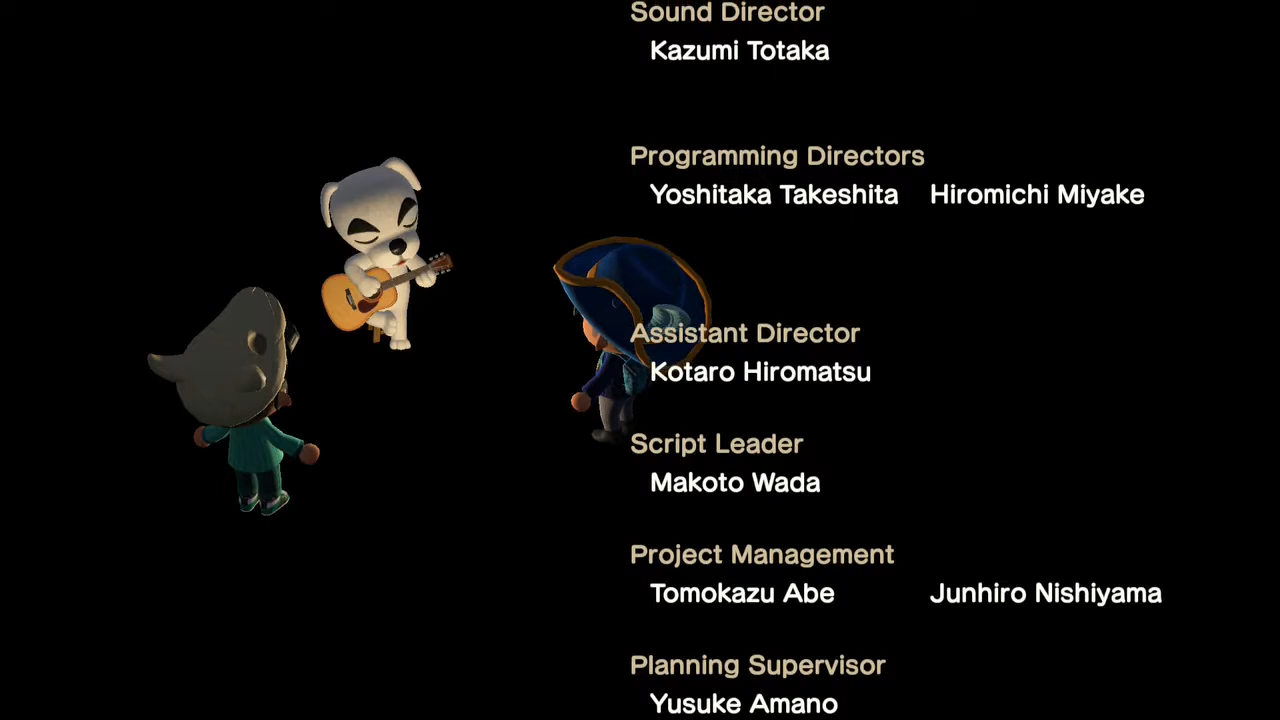 Sound Director
Kazumi Totaka
Programming Directors
Yoshitaka Takeshita Hiromichi Miyake
Assistant Director
Kotaro Hiromatsu
Script Leader
Makoto Wada
Project Management
Tomokazu Abe Junhiro Nishiyama
Planning Supervisor
Yusuke Amano